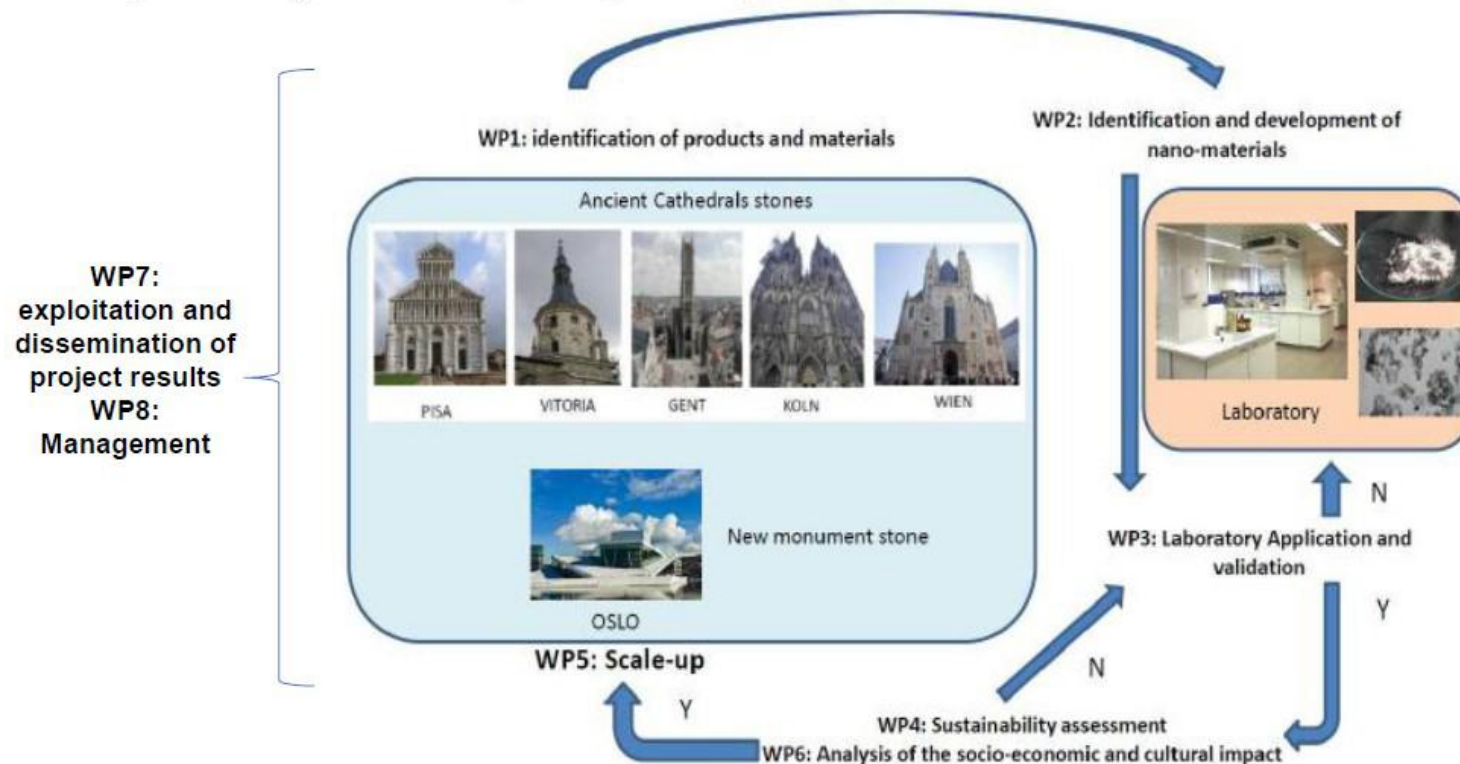 WP1: identification of products and materials
WP2: Identification and development of
nano-materials
Ancient Cathedrals stones
PISA
VITORIA
GENT
KOLN
WIEN
New monument stone
OSLO
WP5: Scale-up
WP7:
exploitation and
dissemination of
project results
WP8:
Management
Laboratory
N
WP3: Laboratory Application and
validation
Y
N
Y
WP4: Sustainability assessment
WP6: Analysis of the socio-economic and cultural impact